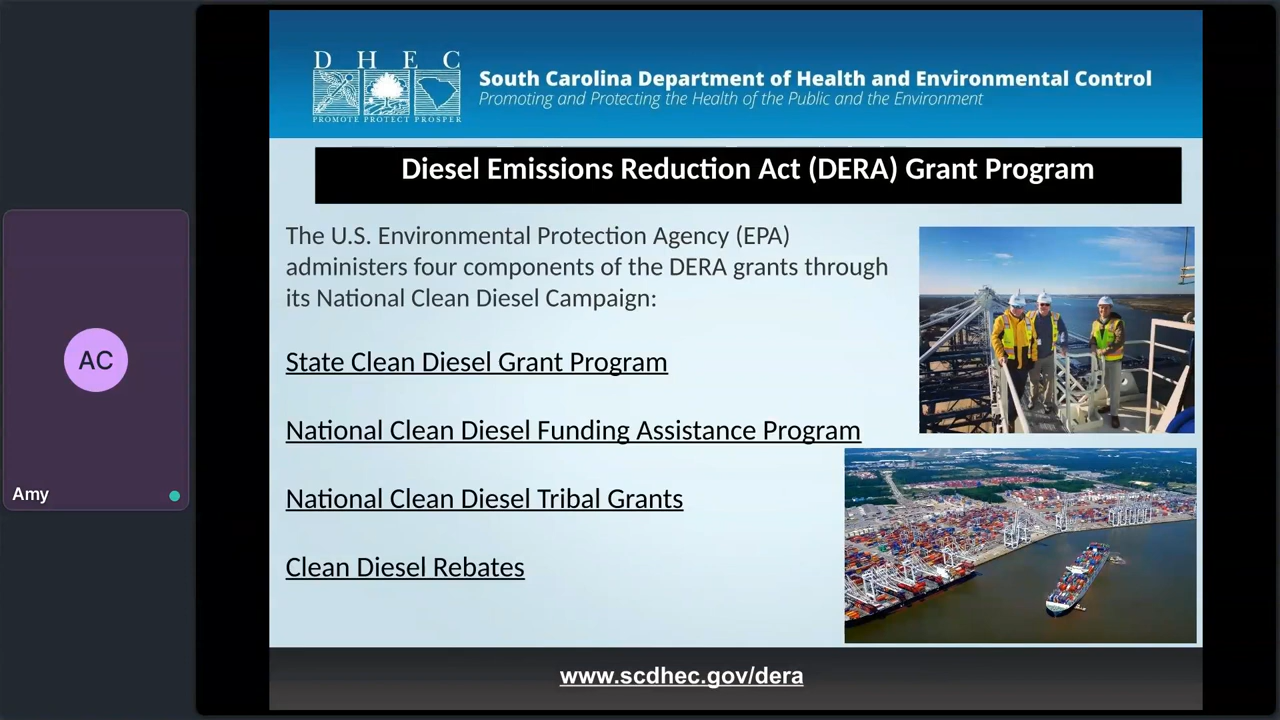 D H E C
PROMOTE PROTECT PROSPER
South Carolina Department of Health and Environmental Control
Promoting and Protecting the Health of the Public and the Environment
Diesel Emissions Reduction Act (DERA) Grant Program
The U.S. Environmental Protection Agency (EPA)
administers four components of the DERA grants through
its National Clean Diesel Campaign:
State Clean Diesel Grant Program
National Clean Diesel Funding Assistance Program
National Clean Diesel Tribal Grants
Clean Diesel Rebates
www.scdhec.gov/dera
AC
Amy